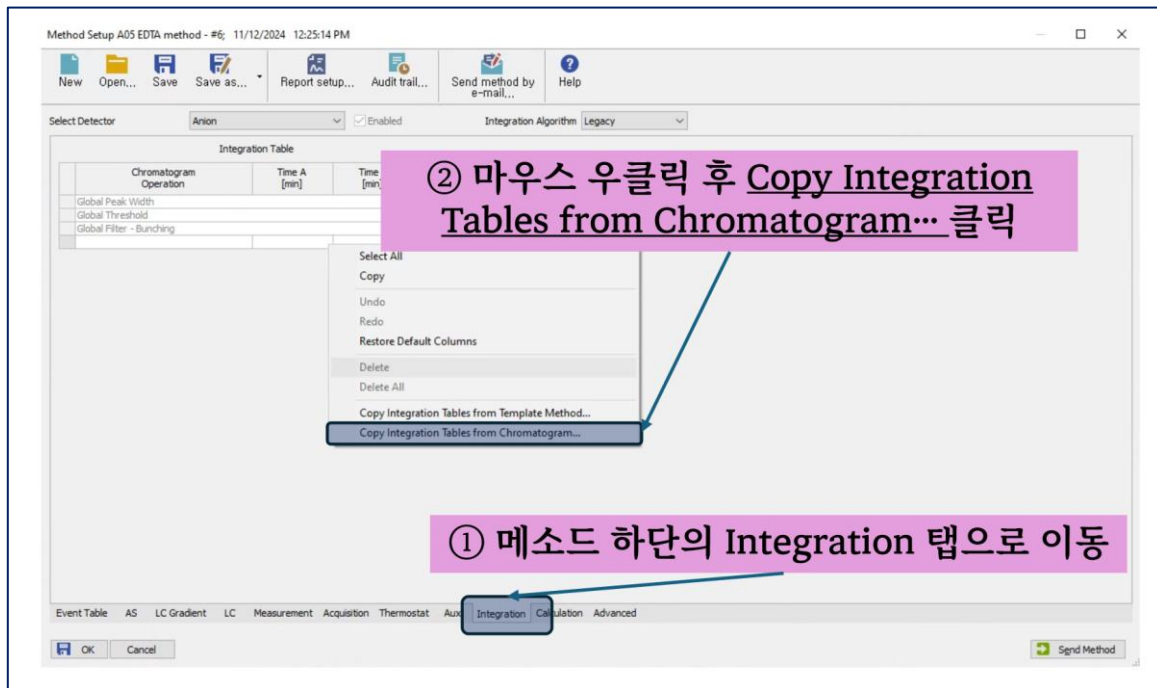 Method Setup A05 EDTA method - #6; 11/12/2024 12:25:14 PM
New Open... Save Save as... Report setup... Audit trail... Send method by e-mail... Help
Select Detector Anion Enabled Integration Algorithm Legacy
Integration Table
Chromatogram Operation Time A [min] Time [min]
Global Peak Width
Global Threshold
Global Filter - Bunching
② 마우스 우클릭 후 Copy Integration
Tables from Chromatogram… 클릭
Select All
Copy
Undo
Redo
Restore Default Columns
Delete
Delete All
Copy Integration Tables from Template Method...
Copy Integration Tables from Chromatogram...
① 메소드 하단의 Integration 탭으로 이동
Event Table AS LC Gradient LC Measurement Acquisition Thermostat Aux Integration Calculation Advanced
OK Cancel Send Method